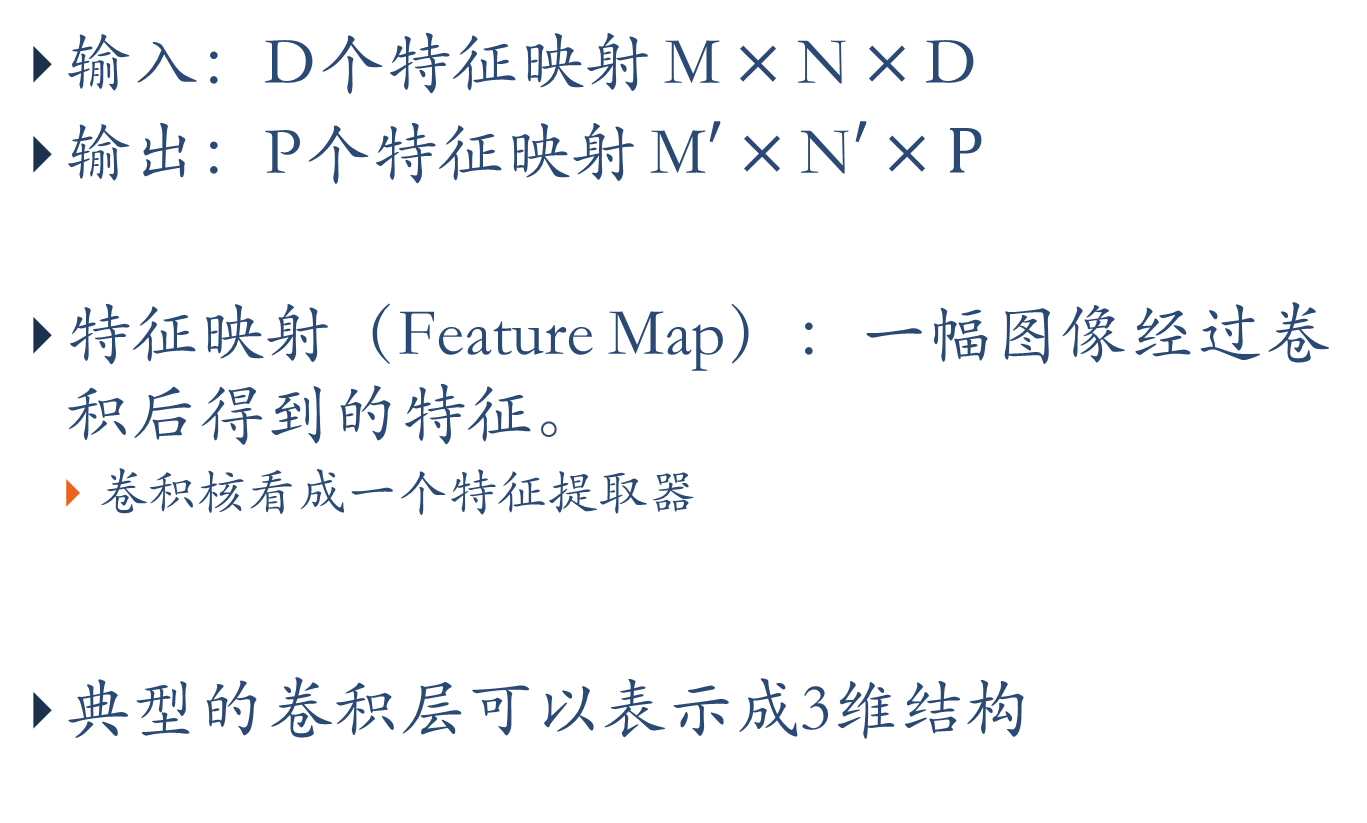 输入：D个特征映射 M × N × D
输出：P个特征映射 M′ × N′ × P
特征映射（Feature Map）：一幅图像经过卷
积后得到的特征。
卷积核看成一个特征提取器
典型的卷积层可以表示成3维结构